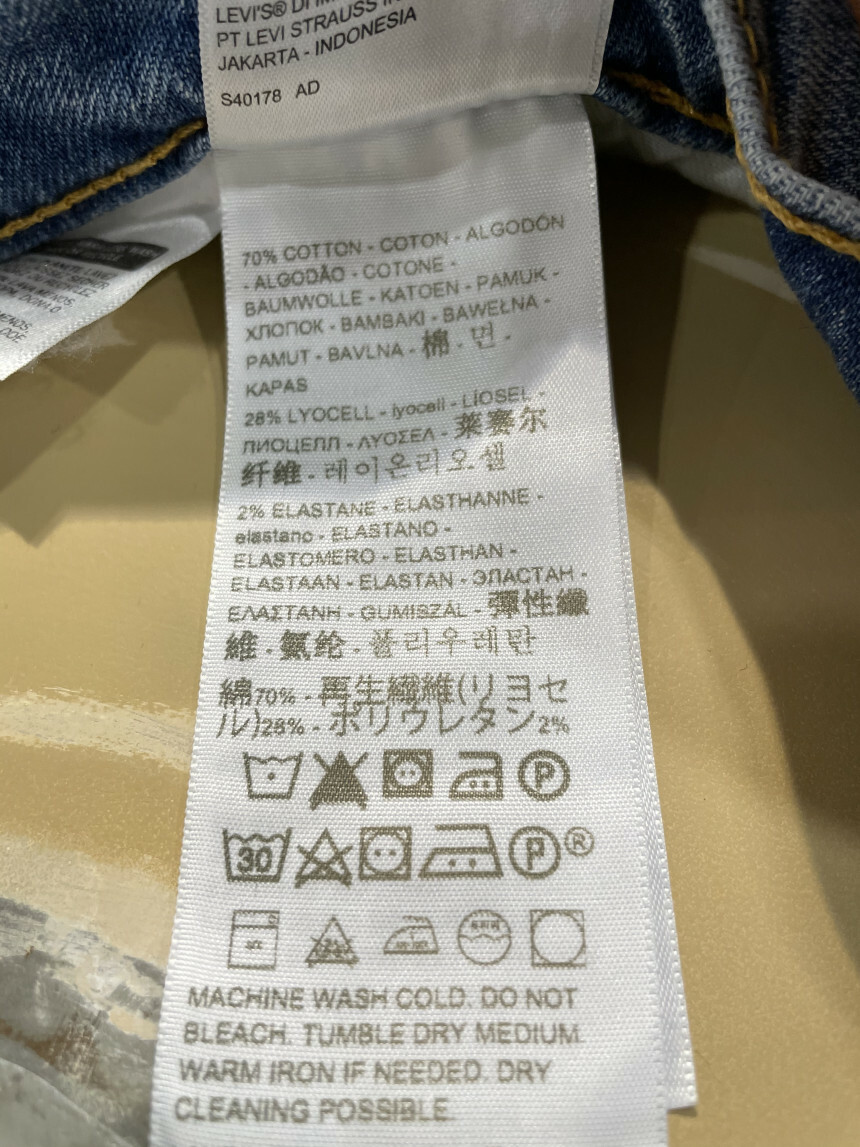 LEVI'S® DI
PT LEVI STRAUSS
JAKARTA - INDONESIA
S40178 AD
70% COTTON - COTON - ALGODÓN
- ALGODÃO - COTONE -
BAUMWOLLE - KATOEN - PAMUK -
ХЛОПОК - BAMBAKI - BAWEŁNA -
PAMUT - BAVLNA - 棉 - 면 -
KAPAS
28% LYOCELL - lyocell - LİOSEL -
ЛИОЦЕЛЛ - ΛΥΟΣΕΛ - 莱赛尔
纤维 - 레이온리오셀
2% ELASTANE - ELASTHANNE -
elastano - ELASTANO -
ELASTOMERO - ELASTHAN -
ELASTAAN - ELASTAN - ЭЛАСТАН -
ΕΛΑΣΤΑΝΗ - GUMISZÁL - 彈性纖
維 - 氨纶 - 폴리우레탄
綿70% - 再生繊維(リヨセ
ル)28% - ポリウレタン2%
P
30 P ®
MACHINE WASH COLD. DO NOT
BLEACH. TUMBLE DRY MEDIUM.
WARM IRON IF NEEDED. DRY
CLEANING POSSIBLE.